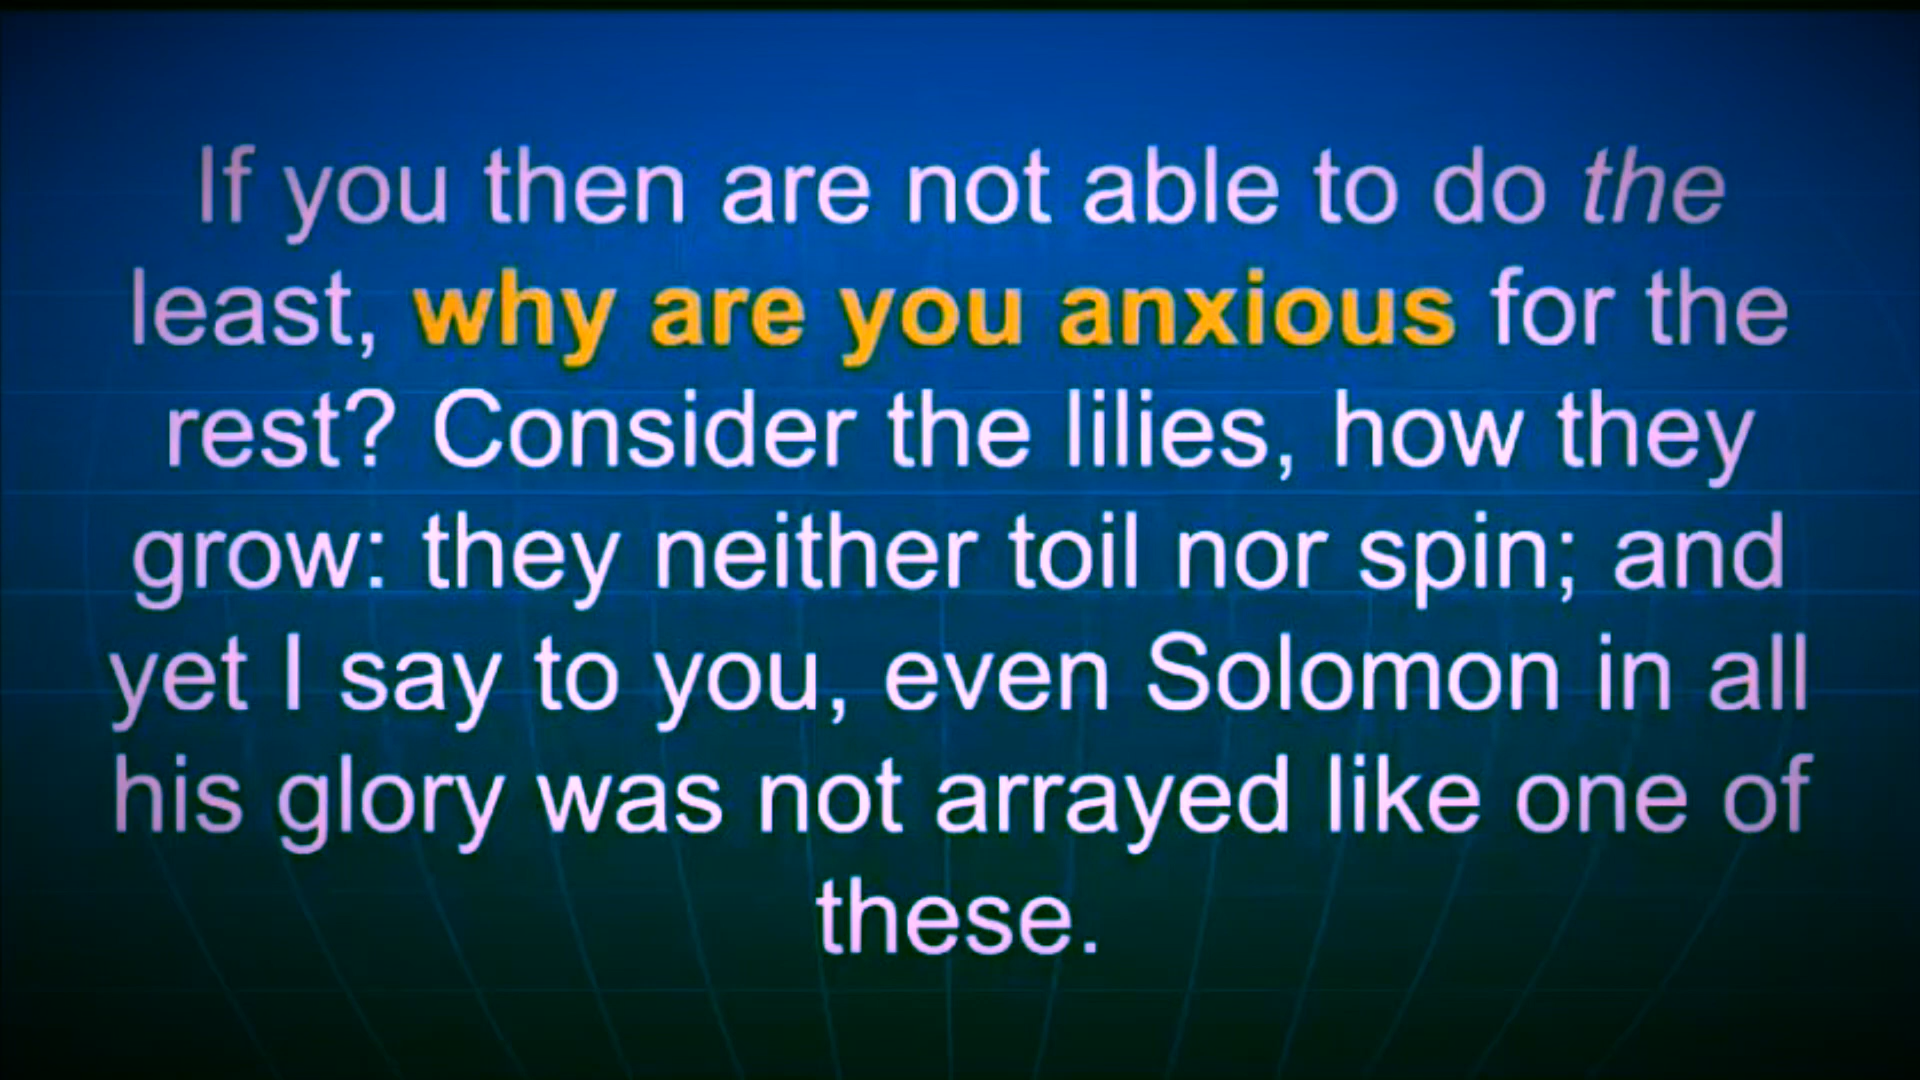 If you then are not able to do the
least, why are you anxious for the
rest? Consider the lilies, how they
grow: they neither toil nor spin; and
yet I say to you, even Solomon in all
his glory was not arrayed like one of
these.